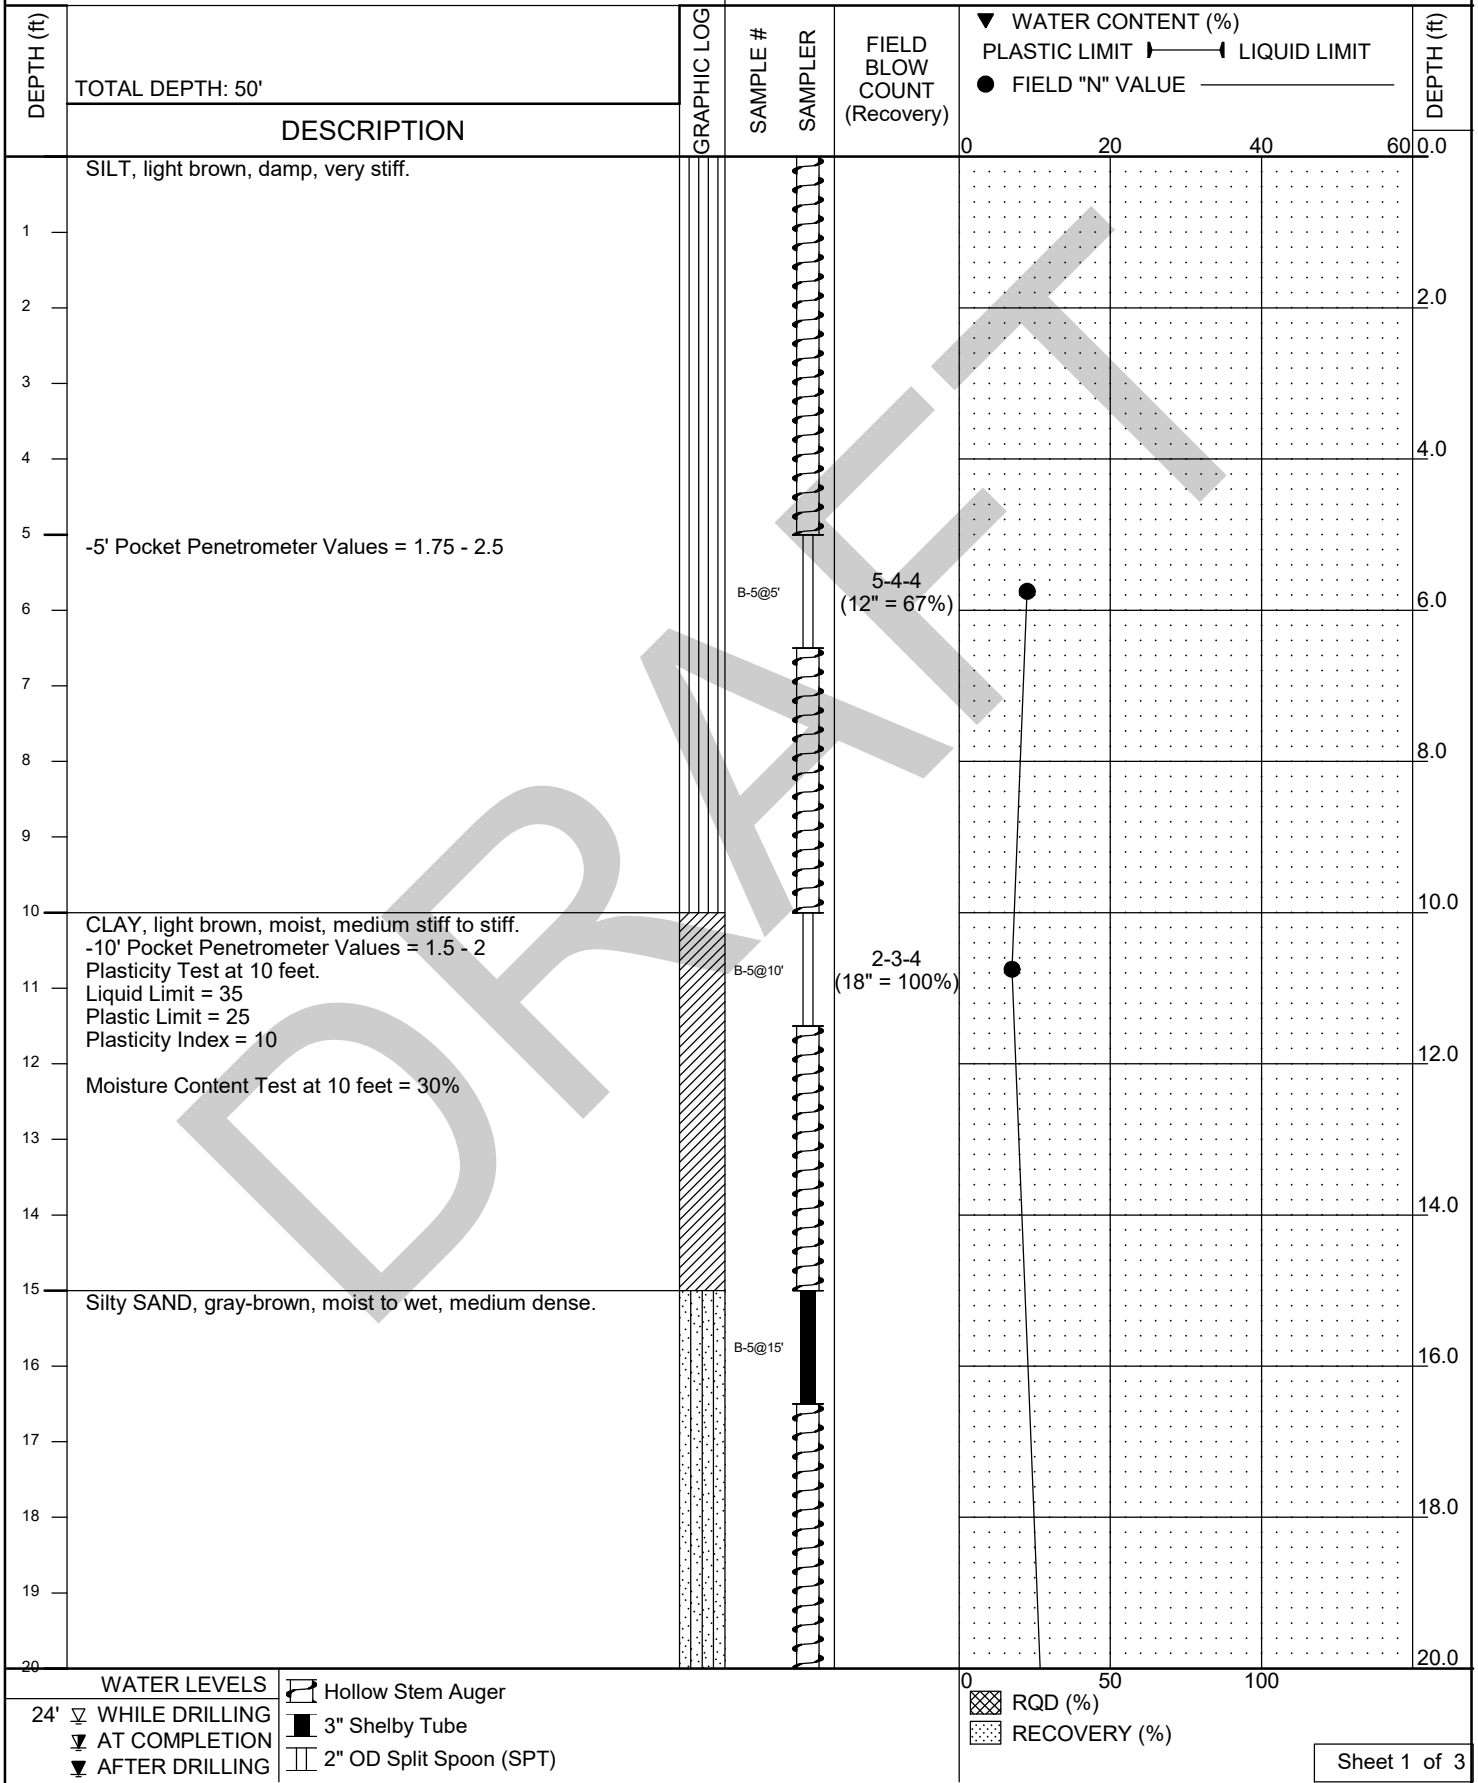 DEPTH (ft)
TOTAL DEPTH: 50'
DESCRIPTION
GRAPHIC LOG
SAMPLE #
SAMPLER
FIELD
BLOW
COUNT
(Recovery)
WATER CONTENT (%)
PLASTIC LIMIT LIQUID LIMIT
FIELD "N" VALUE
DEPTH (ft)
0 20 40 60 0.0
SILT, light brown, damp, very stiff.
1
2 2.0
3
4 4.0
5
-5' Pocket Penetrometer Values = 1.75 - 2.5
B-5@5'
5-4-4
(12" = 67%)
6 6.0
7
8 8.0
9
10 10.0
CLAY, light brown, moist, medium stiff to stiff.
-10' Pocket Penetrometer Values = 1.5 - 2
Plasticity Test at 10 feet.
Liquid Limit = 35
Plastic Limit = 25
Plasticity Index = 10
Moisture Content Test at 10 feet = 30%
B-5@10'
2-3-4
(18" = 100%)
11
12 12.0
13
14 14.0
15
Silty SAND, gray-brown, moist to wet, medium dense.
B-5@15'
16 16.0
17
18 18.0
19
20 20.0
DRAFT
WATER LEVELS
24' WHILE DRILLING
AT COMPLETION
AFTER DRILLING
Hollow Stem Auger
3" Shelby Tube
2" OD Split Spoon (SPT)
0 50 100
RQD (%)
RECOVERY (%)
Sheet 1 of 3